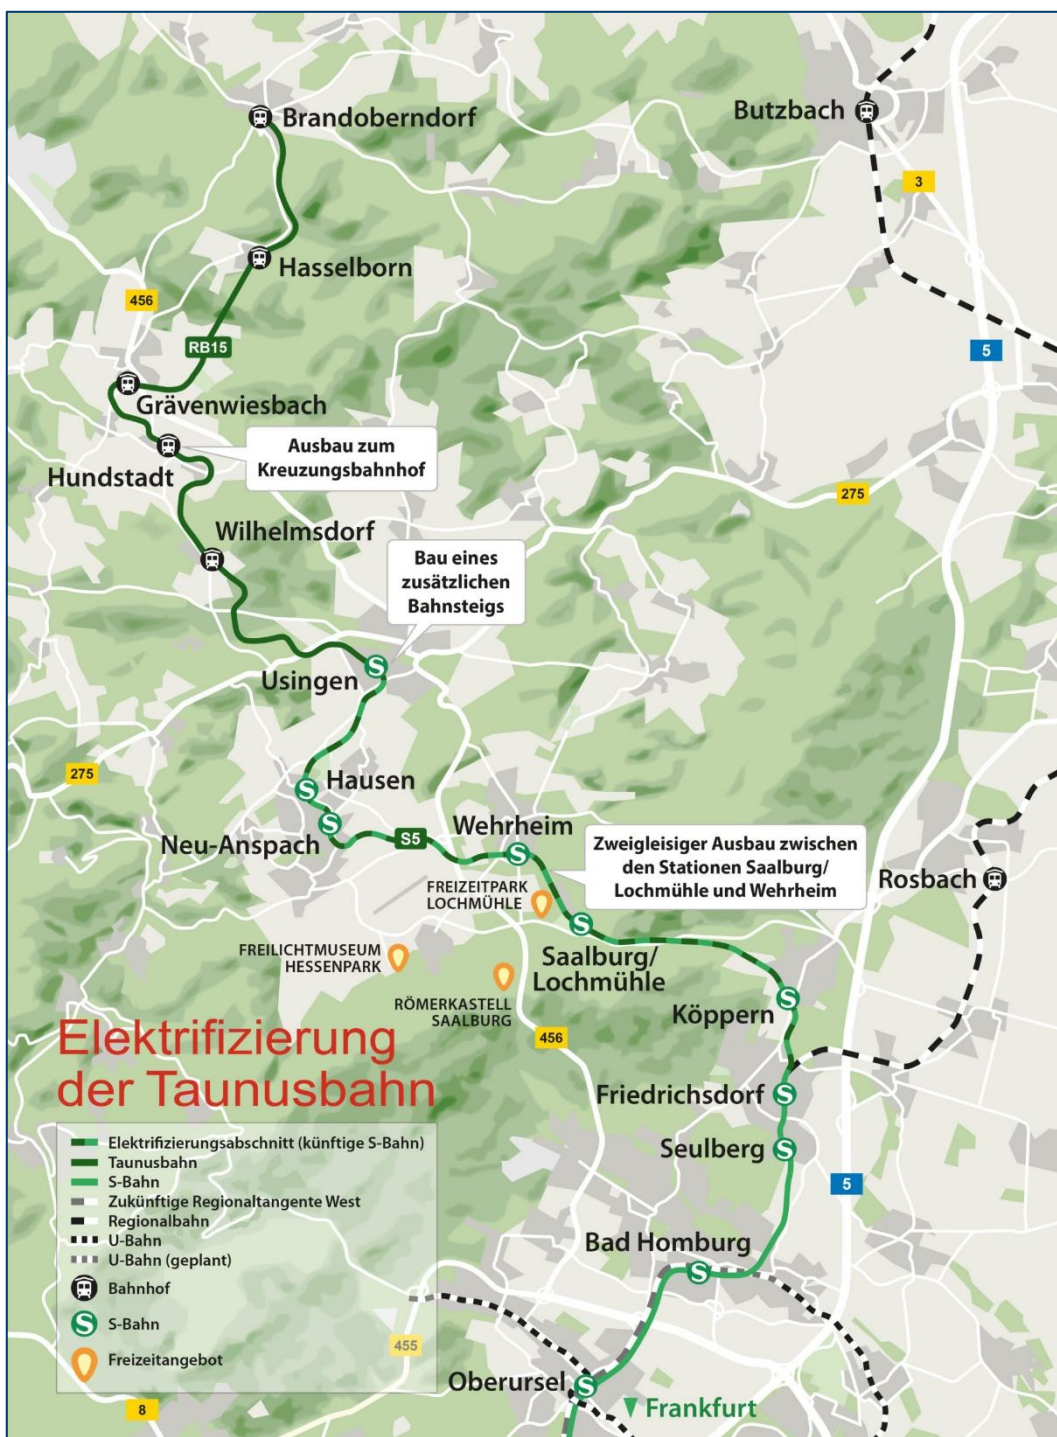 Brandoberndorf
Butzbach
3
Hasselborn
456
RB15
5
Grävenwiesbach
Ausbau zum
Kreuzungsbahnhof
Hundstadt
275
Wilhelmsdorf
Bau eines
zusätzlichen
Bahnsteigs
Usingen
275
Hausen
Wehrheim
S5
Neu-Anspach
Zweigleisiger Ausbau zwischen
den Stationen Saalburg/
Lochmühle und Wehrheim
Rosbach
FREIZEITPARK
LOCHMÜHLE
FREILICHTMUSEUM
HESSENPARK
Saalburg/
Lochmühle
RÖMERKASTELL
SAALBURG
Köppern
456
Elektrifizierung
der Taunusbahn
Friedrichsdorf
Seulberg
5
Bad Homburg
Elektrifizierungsabschnitt (künftige S-Bahn)
Taunusbahn
S-Bahn
Zukünftige Regionaltangente West
Regionalbahn
U-Bahn
U-Bahn (geplant)
Bahnhof
S S-Bahn
Freizeitangebot
455
Oberursel
Frankfurt
8